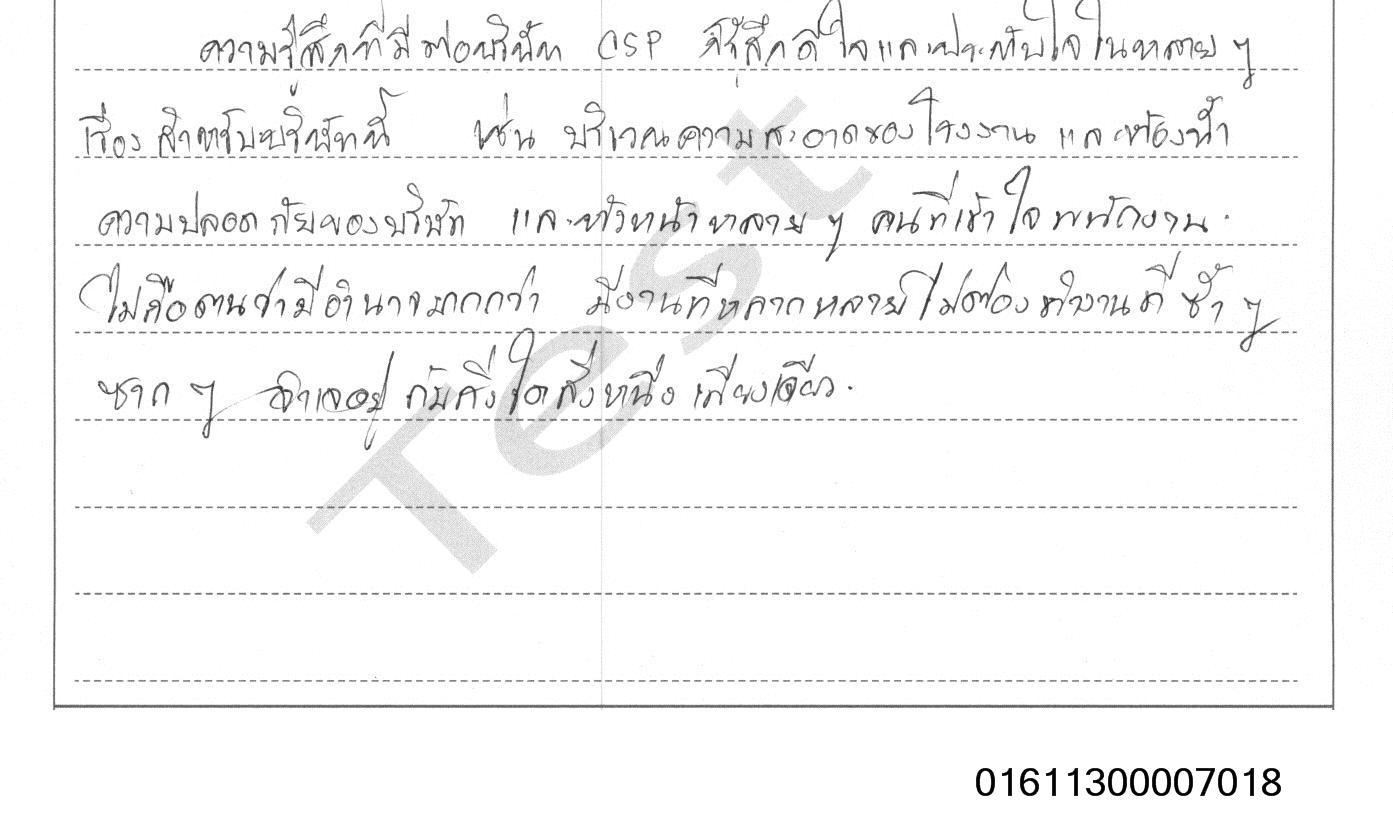 ความรู้สึกที่มีต่อบริษัท CSP ก็รู้สึกดีใจและประทับใจในหลาย ๆ
เรื่อง สำหรับบริษัทนี้ เช่น บริเวณความสะอาดของโรงงาน และห้องน้ำ
ความปลอดภัยของบริษัท และหัวหน้าหลาย ๆ คนที่เข้าใจพนักงาน.
ไม่ถือตนว่ามีอำนาจมากกว่า มีงานที่หลากหลายไม่ต้องทำงานที่ ซ้ำ ๆ
ซาก ๆ จำเจอยู่กับสิ่งใดสิ่งหนึ่งเพียงเดียว.
Test
01611300007018